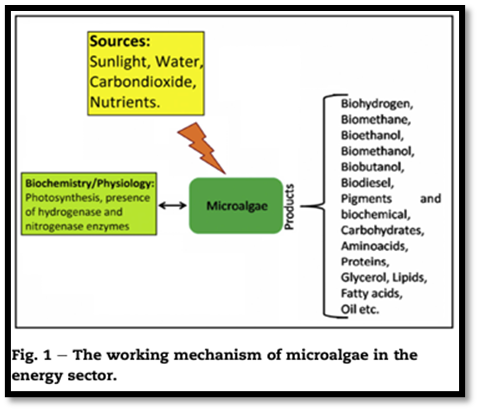 Sources:
Sunlight, Water,
Carbondioxide,
Nutrients.
Biochemistry/Physiology:
Photosynthesis, presence
of hydrogenase and
nitrogenase enzymes
Microalgae
Products
Biohydrogen,
Biomethane,
Bioethanol,
Biomethanol,
Biobutanol,
Biodiesel,
Pigments and
biochemical,
Carbohydrates,
Aminoacids,
Proteins,
Glycerol, Lipids,
Fatty acids,
Oil etc.
Fig. 1 – The working mechanism of microalgae in the
energy sector.